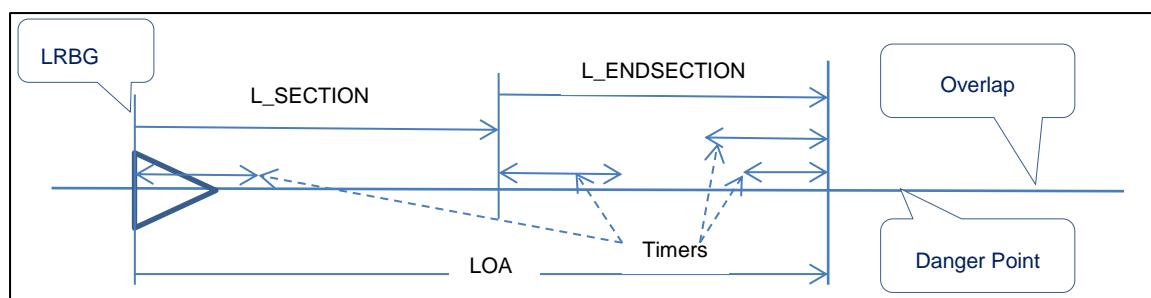 LRBG
L_SECTION
L_ENDSECTION
Overlap
Timers
LOA
Danger Point